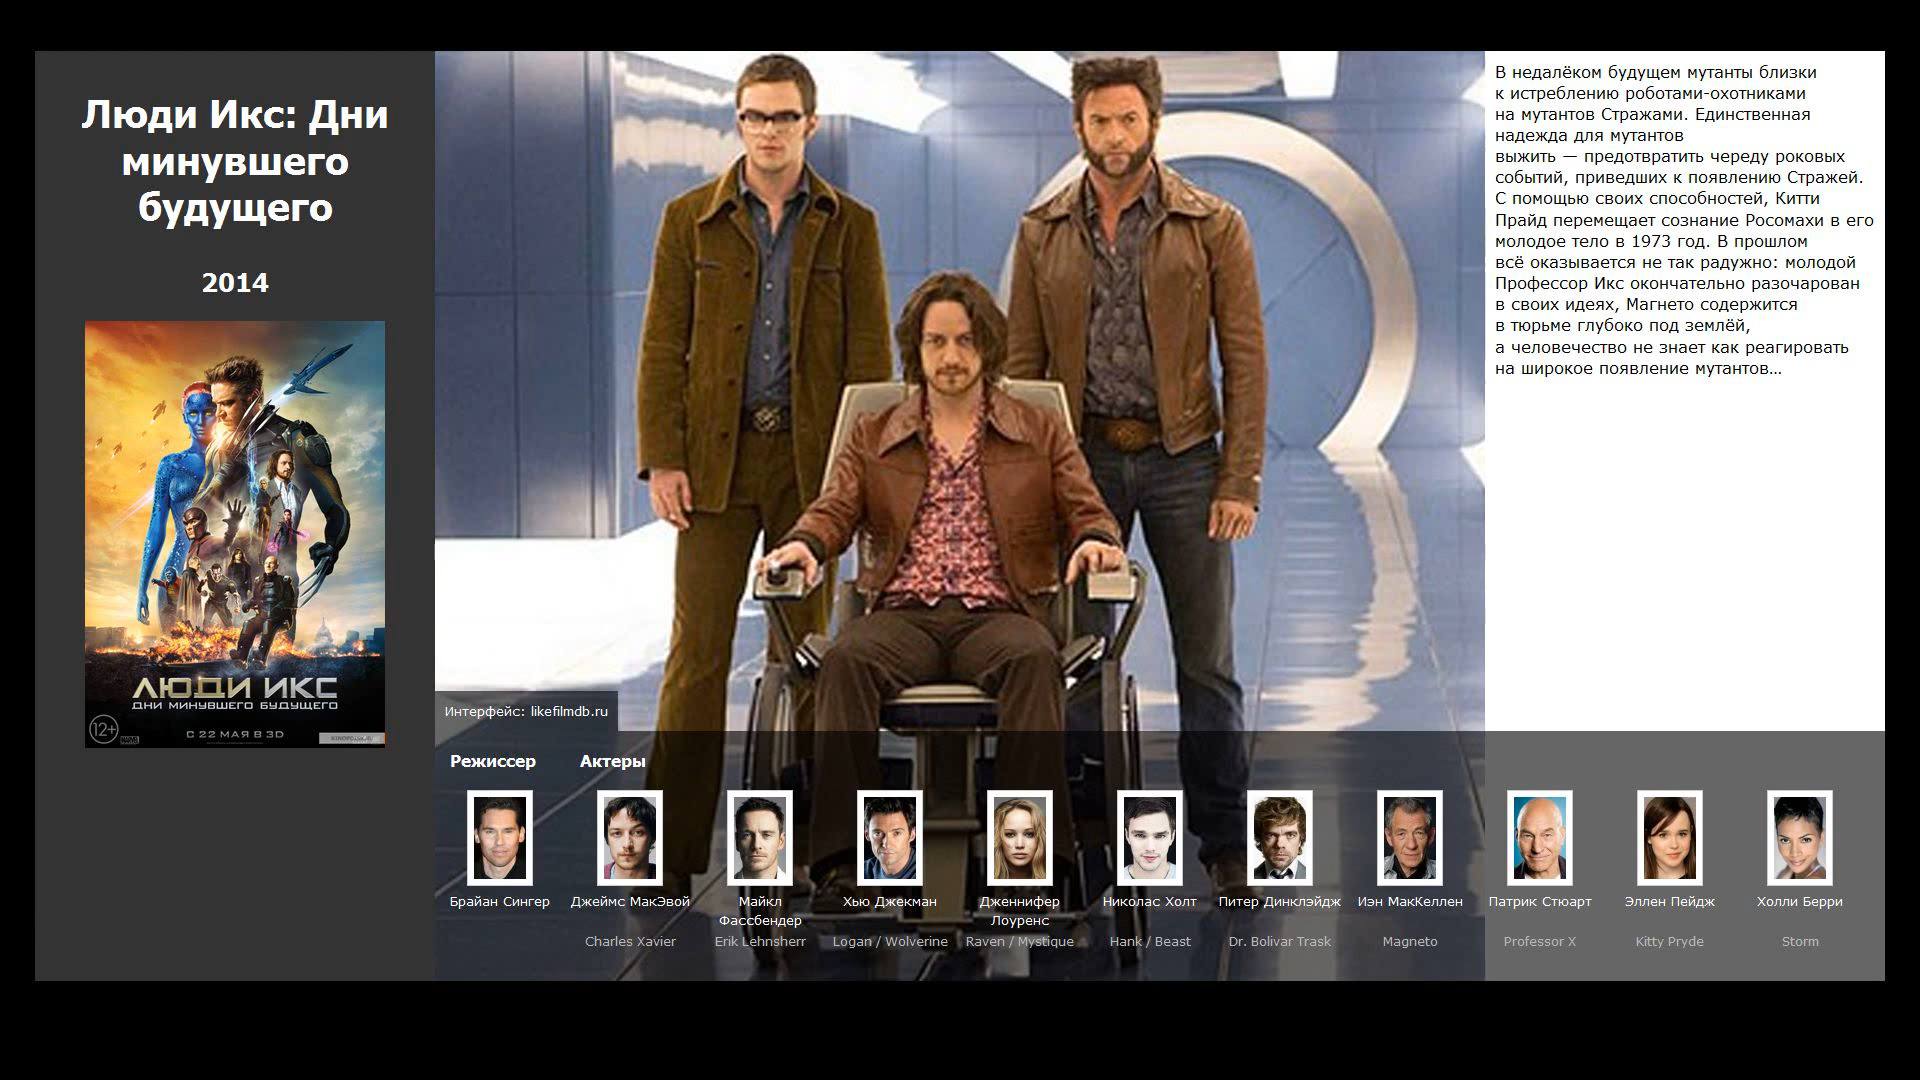 Люди Икс: Дни
минувшего
будущего
2014
ЛЮДИ ИКС
ДНИ МИНУВШЕГО БУДУЩЕГО
12+
С 22 МАЯ В 3D
В недалёком будущем мутанты близки
к истреблению роботами-охотниками
на мутантов Стражами. Единственная
надежда для мутантов
выжить — предотвратить череду роковых
событий, приведших к появлению Стражей.
С помощью своих способностей, Китти
Прайд перемещает сознание Росомахи в его
молодое тело в 1973 год. В прошлом
всё оказывается не так радужно: молодой
Профессор Икс окончательно разочарован
в своих идеях, Магнето содержится
в тюрьме глубоко под землёй,
а человечество не знает как реагировать
на широкое появление мутантов…
Интерфейс: likefilmdb.ru
Режиссер Актеры
Брайан Сингер Джеймс МакЭвой Майкл Фассбендер Хью Джекман Дженнифер Лоуренс Николас Холт Питер Динклэйдж Иэн МакКеллен Патрик Стюарт Эллен Пейдж Холли Берри
Charles Xavier Erik Lehnsherr Logan / Wolverine Raven / Mystique Hank / Beast Dr. Bolivar Trask Magneto Professor X Kitty Pryde Storm